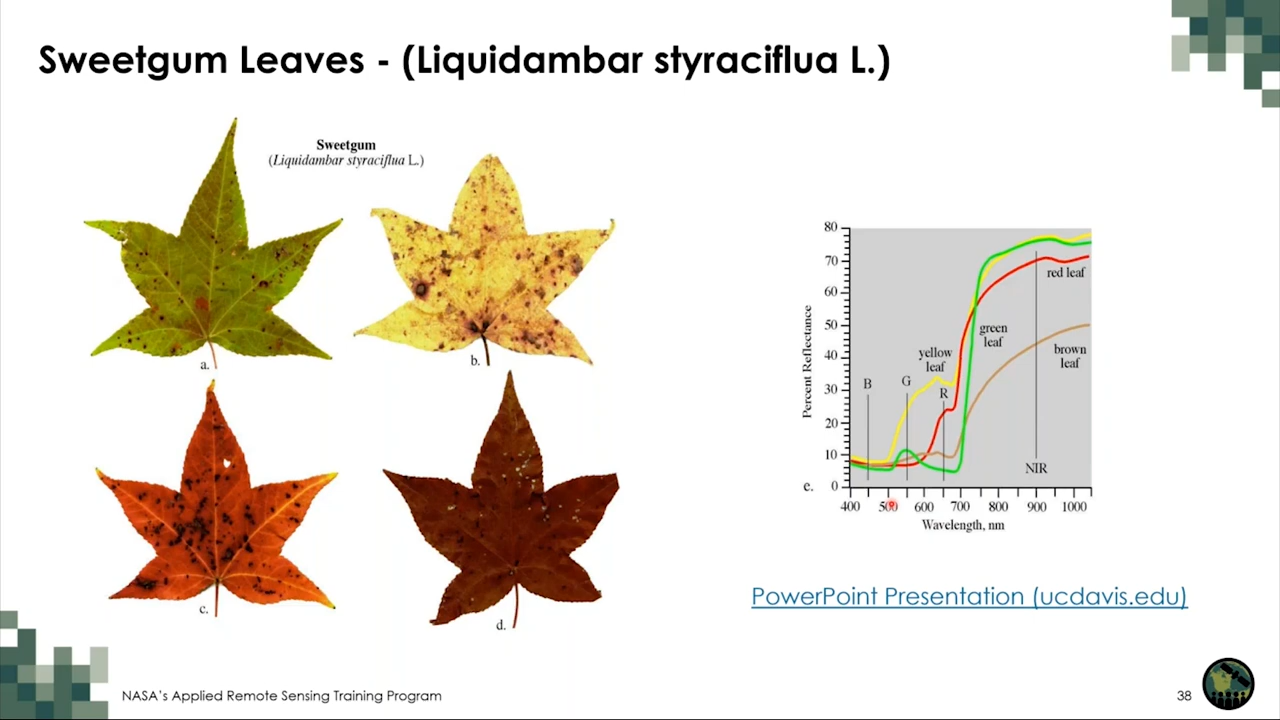 Sweetgum Leaves - (Liquidambar styraciflua L.)
Sweetgum
(Liquidambar styraciflua L.)
a.
b.
c.
d.
80
70
60
50
40
30
20
10
0
Percent Reflectance
B
G
R
NIR
yellow
leaf
green
leaf
red leaf
brown
leaf
e.
400 500 600 700 800 900 1000
Wavelength, nm
PowerPoint Presentation (ucdavis.edu)
NASA's Applied Remote Sensing Training Program
38